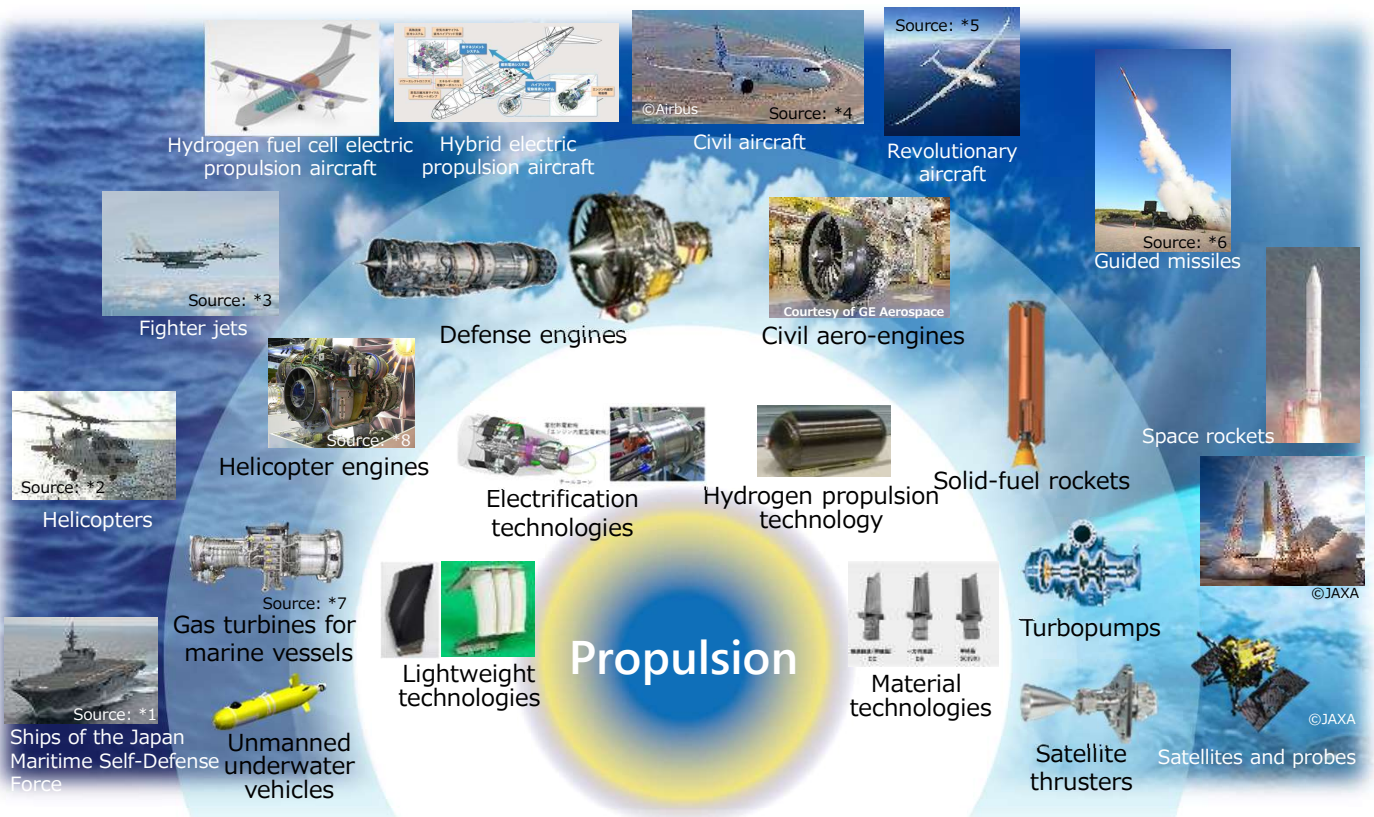 Source: *5
©Airbus
Source: *4
Hydrogen fuel cell electric
propulsion aircraft
Hybrid electric
propulsion aircraft
Civil aircraft
Revolutionary
aircraft
Source: *6
Guided missiles
Source: *3
Fighter jets
Defense engines
Courtesy of GE Aerospace
Civil aero-engines
Source: *8
Helicopter engines
Space rockets
Source: *2
Helicopters
Electrification
technologies
Hydrogen propulsion
technology
Solid-fuel rockets
©JAXA
Source: *7
Gas turbines for
marine vessels
Lightweight
technologies
Propulsion
Material
technologies
Turbopumps
Source: *1
Ships of the Japan
Maritime Self-Defense
Force
Unmanned
underwater
vehicles
Satellite
thrusters
©JAXA
Satellites and probes